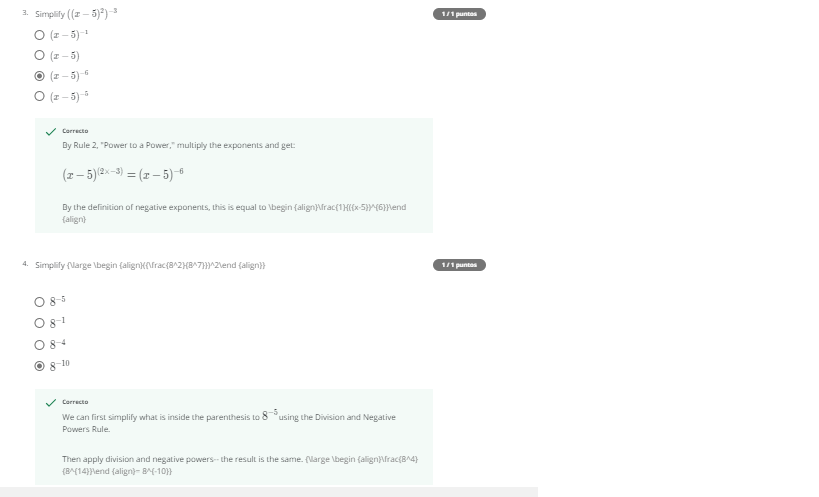 3. Simplify ((x − 5)²)⁻³
1 / 1 puntos
(x − 5)⁻¹
(x − 5)
(x − 5)⁻⁶
(x − 5)⁻⁵
Correcto
By Rule 2, "Power to a Power," multiply the exponents and get:
(x − 5)⁽²ˣ⁻³⁾ = (x − 5)⁻⁶
By the definition of negative exponents, this is equal to \begin {align}\frac{1}{({x-5})^{6}}\end
{align}
4. Simplify {\large \begin {align}({\frac{8^2}{8^7}})^2\end {align}}
1 / 1 puntos
8⁻⁵
8⁻¹
8⁻⁴
8⁻¹⁰
Correcto
We can first simplify what is inside the parenthesis to 8⁻⁵ using the Division and Negative
Powers Rule.
Then apply division and negative powers-- the result is the same. {\large \begin {align}\frac{8^4}
{8^{14}}\end {align}= 8^{-10}}